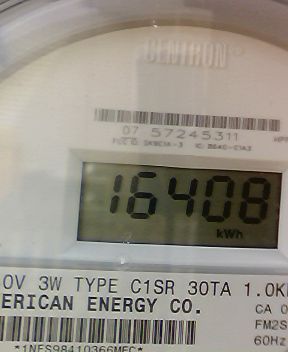 CENTRON
07 57245311
16408
kWh
0V 3W TYPE C1SR 30TA 1.0K
ERICAN ENERGY CO.
CA 0
FM2S
60Hz
*1NFS98410366MEC*